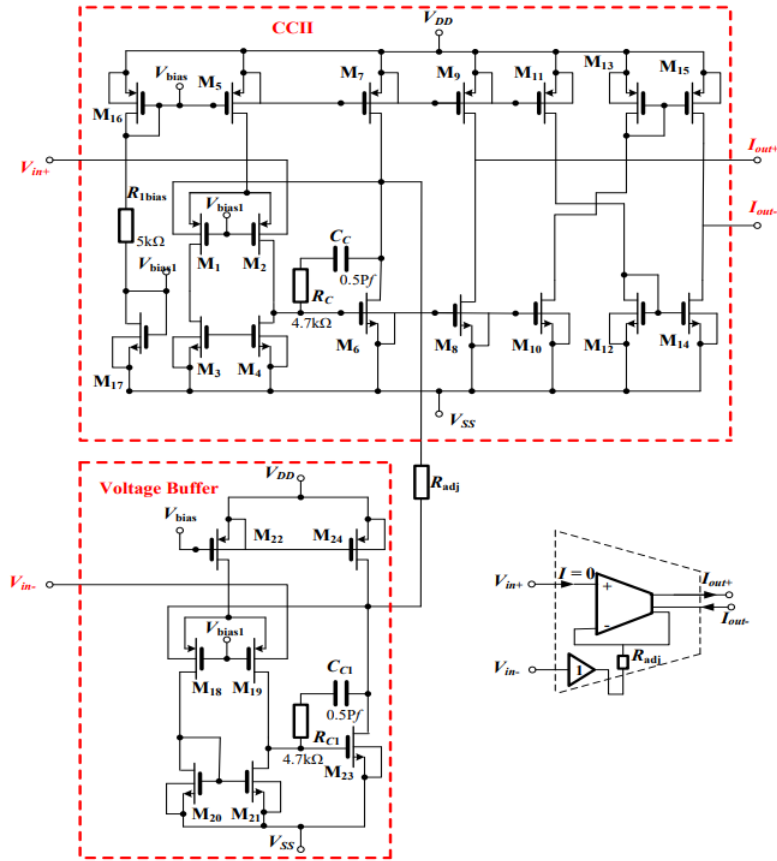 CCII
VDD
Vbias
M5
M7
M9
M11
M13
M15
M16
Vin+
Iout+
R1bias
5kΩ
Vbias1
M1
M2
CC
0.5Pf
RC
4.7kΩ
Iout-
Vbias1
M17
M3
M4
M6
M8
M10
M12
M14
VSS
Radj
Voltage Buffer
VDD
Vbias
M22
M24
Vin-
Vbias1
M18
M19
CC1
0.5Pf
RC1
4.7kΩ
M23
M20
M21
VSS
Vin+
I = 0
+
-
Iout+
Iout-
Radj
Vin-
1